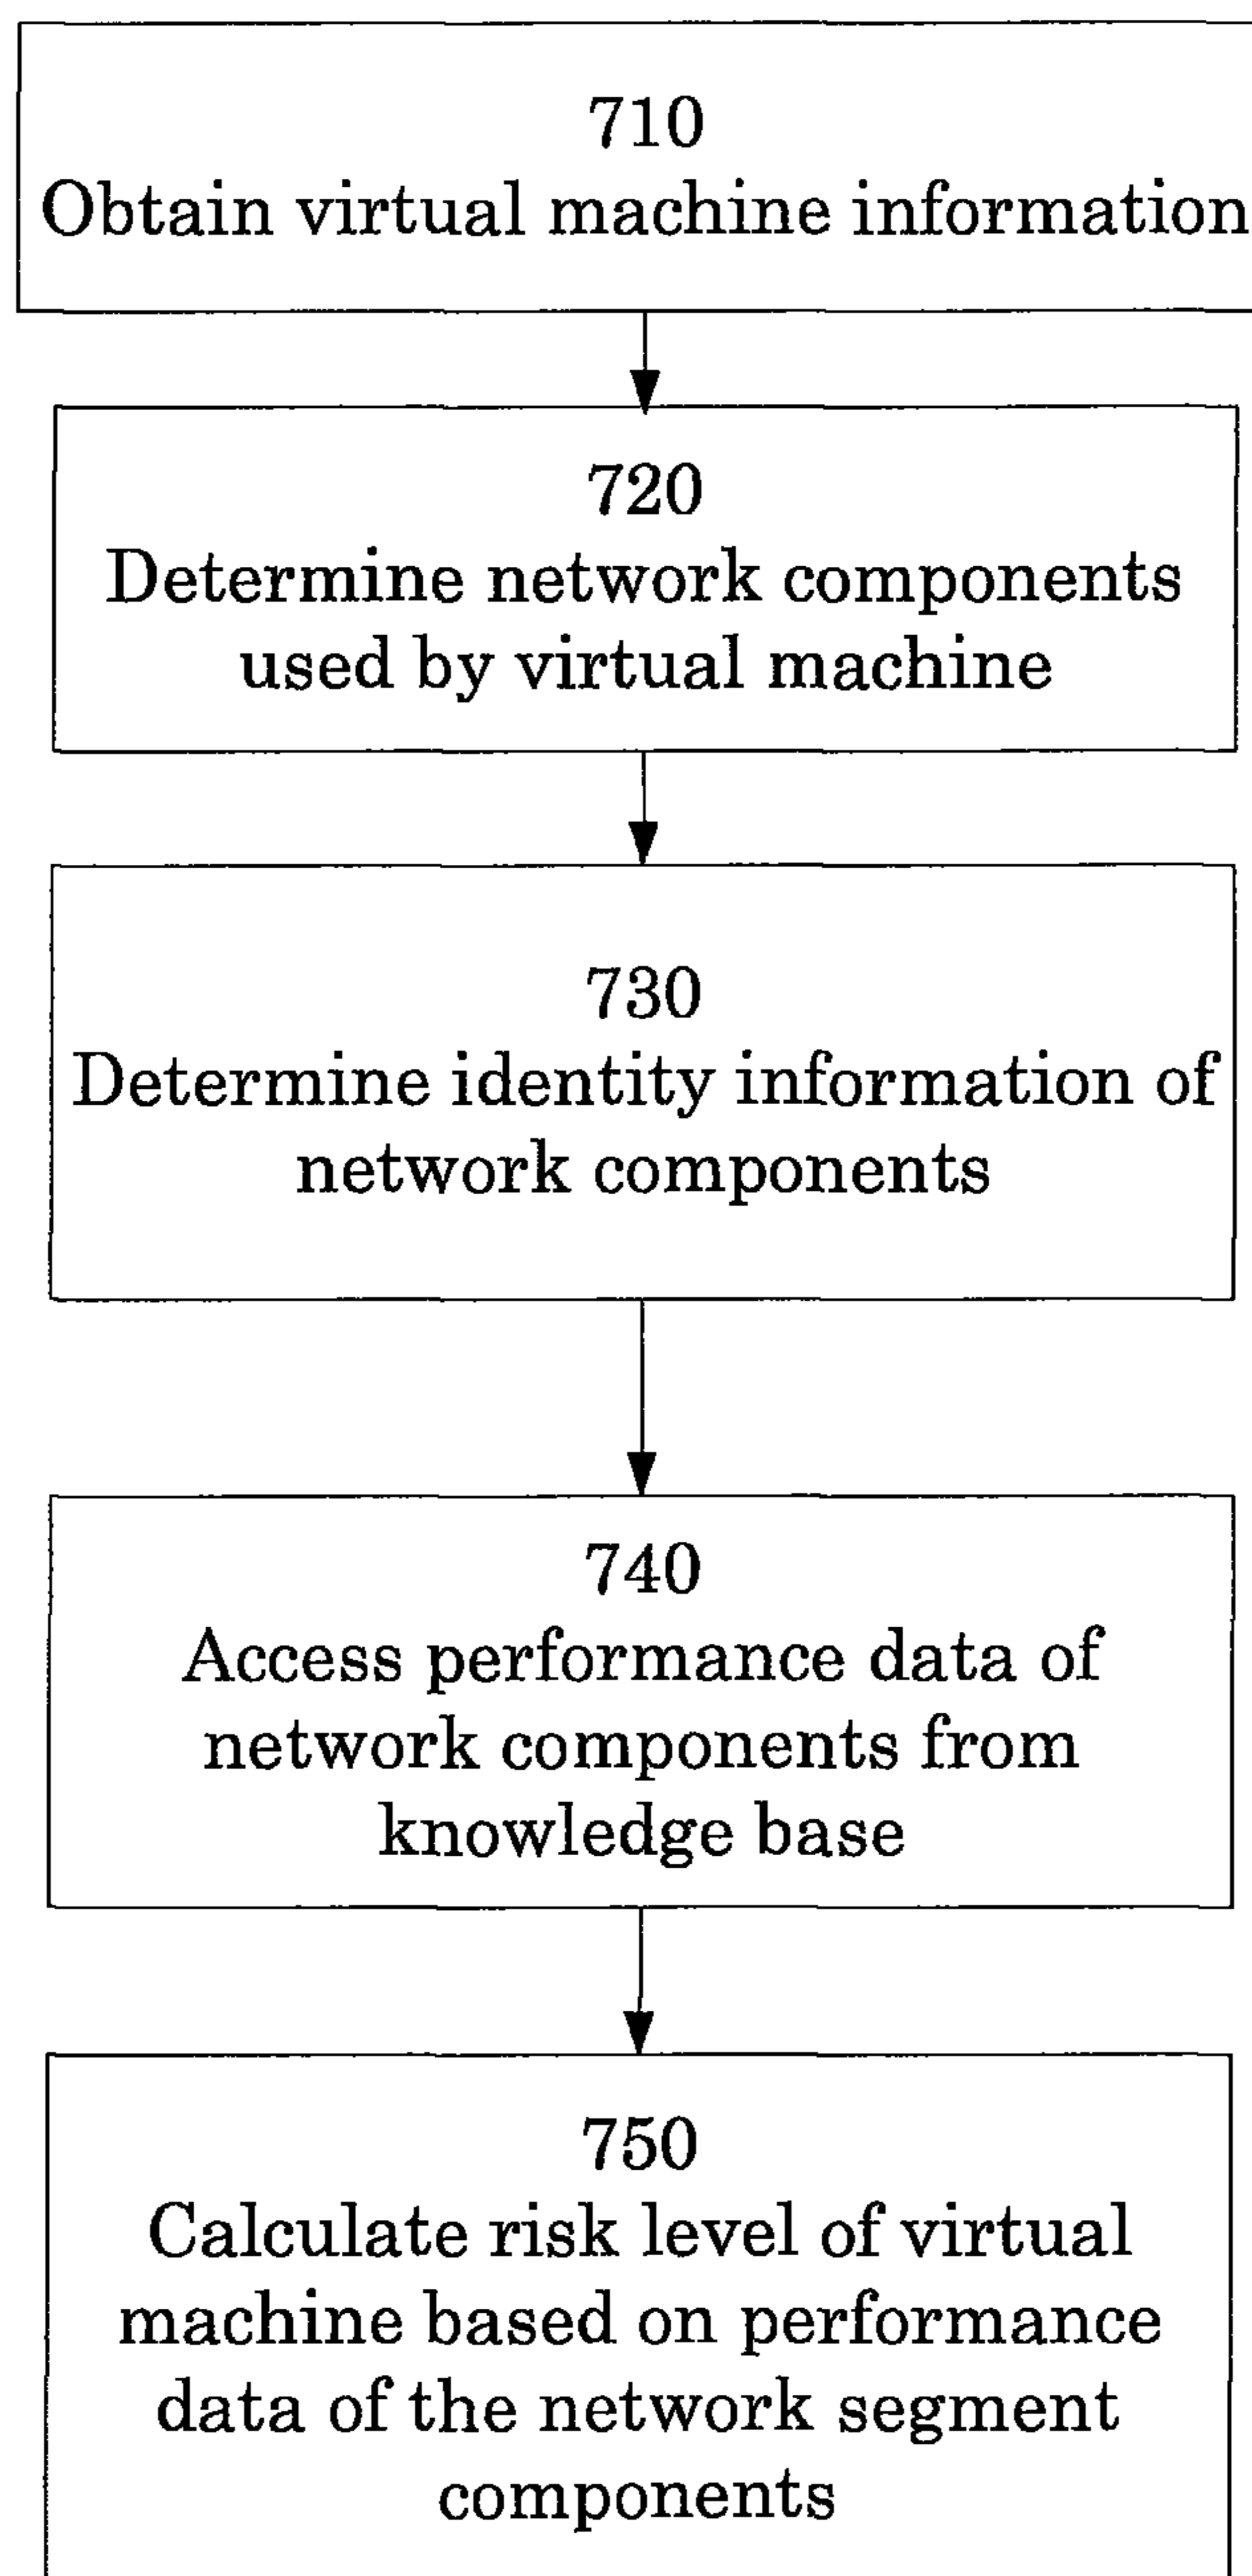 710
Obtain virtual machine information
720
Determine network components
used by virtual machine
730
Determine identity information of
network components
740
Access performance data of
network components from
knowledge base
750
Calculate risk level of virtual
machine based on performance
data of the network segment
components